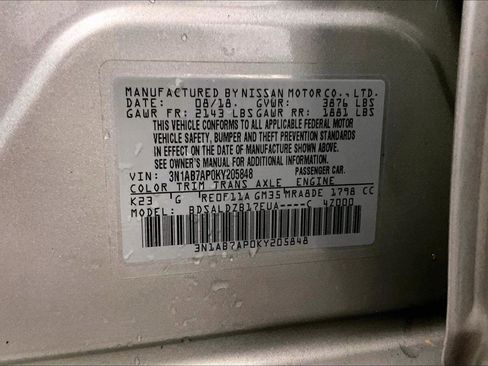 MANUFACTURED BY NISSAN MOTOR CO., LTD.
DATE: 08/18. GVWR: 3876 LBS
GAWR FR: 2143 LBS GAWR RR: 1881 LBS
THIS VEHICLE CONFORMS TO ALL APPLICABLE FEDERAL MOTOR
VEHICLE SAFETY, BUMPER AND THEFT PREVENTION STANDARDS
IN EFFECT ON THE DATE OF MANUFACTURE SHOWN ABOVE.
SEE OWNER'S MANUAL FOR ADDITIONAL INFORMATION.
VIN: 3N1AB7AP0KY205848 PASSENGER CAR.
COLOR TRIM TRANS AXLE ENGINE
K23 G RE0F11A GM35 MRA8DE 1798 CC
MODEL: BDSALDZB17EUA----C 47000
3N1AB7AP0KY205848